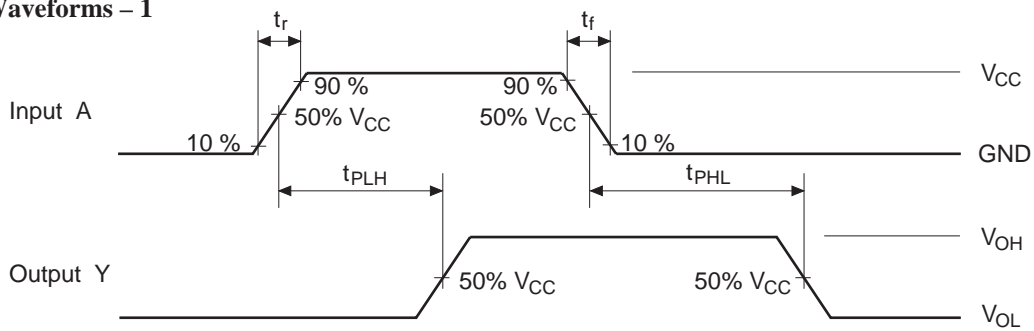 Waveforms – 1
tr tf
90 % 90 % VCC
Input A 50% VCC 50% VCC
10 % 10 % GND
tPLH tPHL
VOH
Output Y 50% VCC 50% VCC
VOL